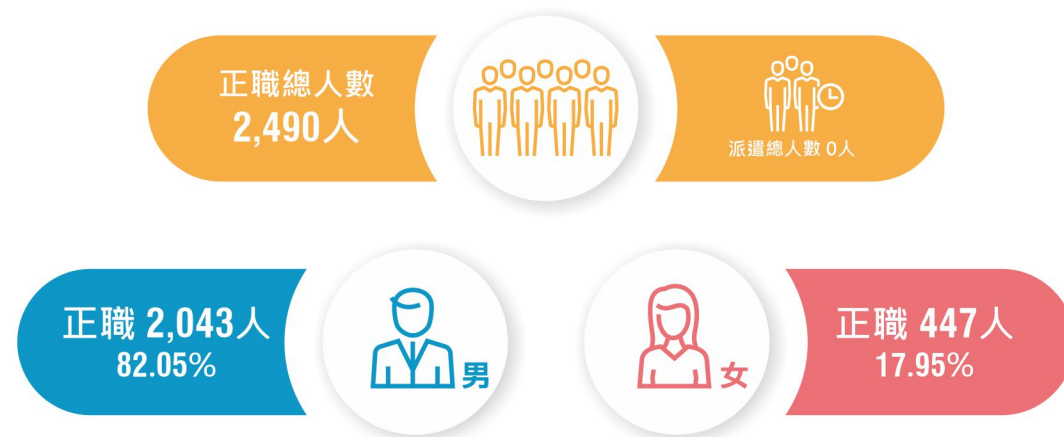 正職總人數
2,490人
派遣總人數 0人
正職 2,043人
82.05%
男
女
正職 447人
17.95%